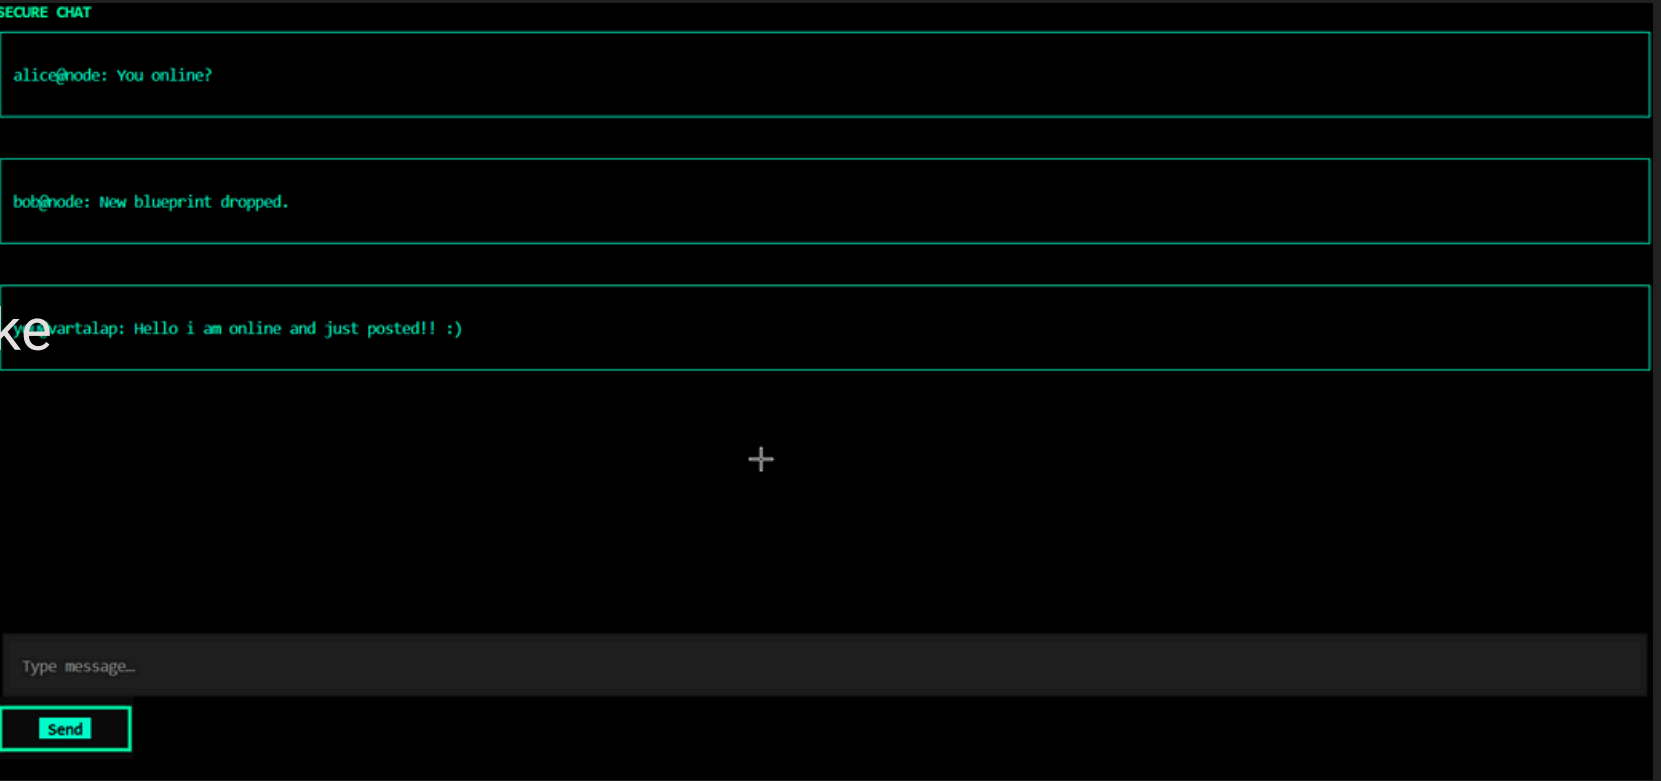 SECURE CHAT
alice@node: You online?
bob@node: New blueprint dropped.
ke
vartalap: Hello i am online and just posted!! :)
Type message…
Send